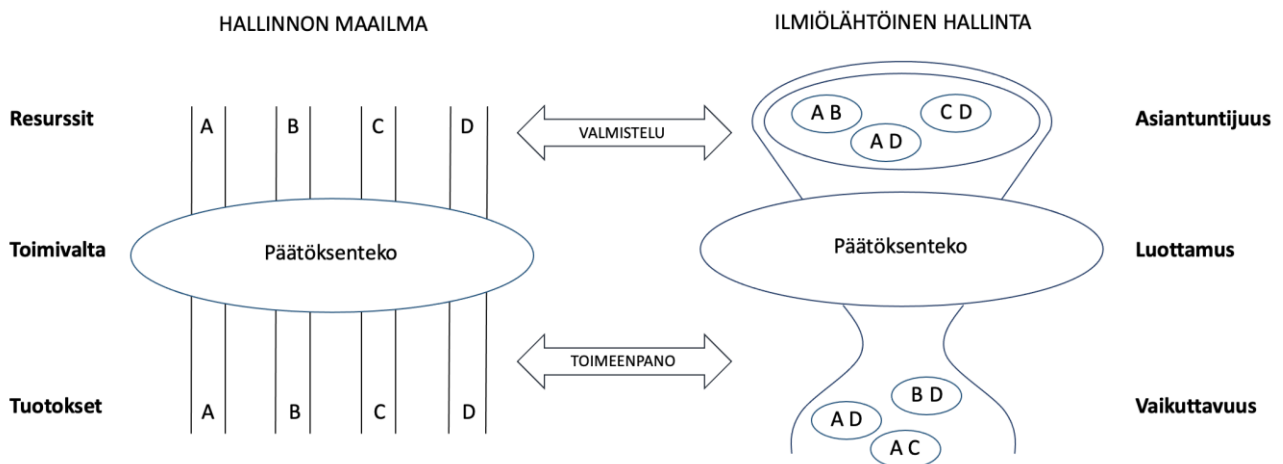 HALLINNON MAAILMA
ILMIÖLÄHTÖINEN HALLINTA
Resurssit
A
B
C
D
VALMISTELU
A B
C D
A D
Asiantuntijuus
Toimivalta
Päätöksenteko
Päätöksenteko
Luottamus
TOIMEENPANO
Tuotokset
A
B
C
D
B D
A D
A C
Vaikuttavuus